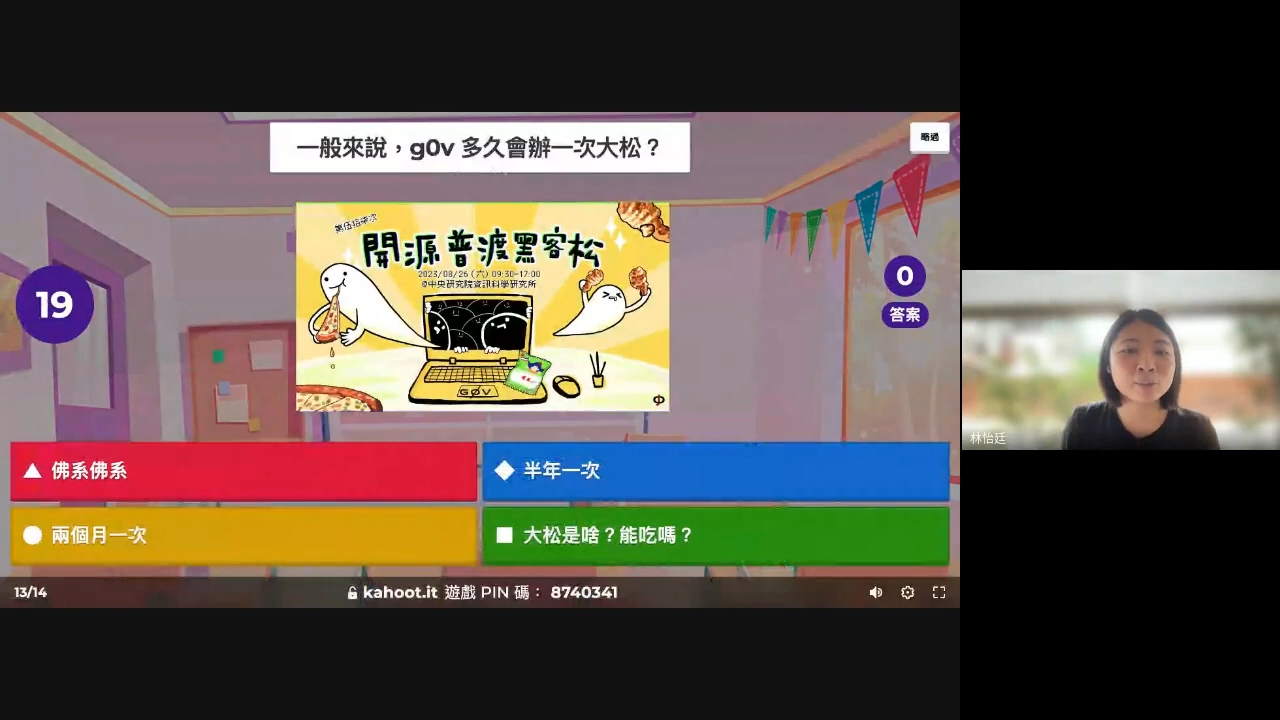 一般來說，g0v 多久會辦一次大松？
略過
第伍拾柒次
開源普渡黑客松
2023/08/26 (六) 09:30-17:00
@中央研究院資訊科學研究所
G0V
19
0
答案
佛系佛系
半年一次
兩個月一次
大松是啥？能吃嗎？
13/14
kahoot.it 遊戲 PIN 碼： 8740341
林怡廷